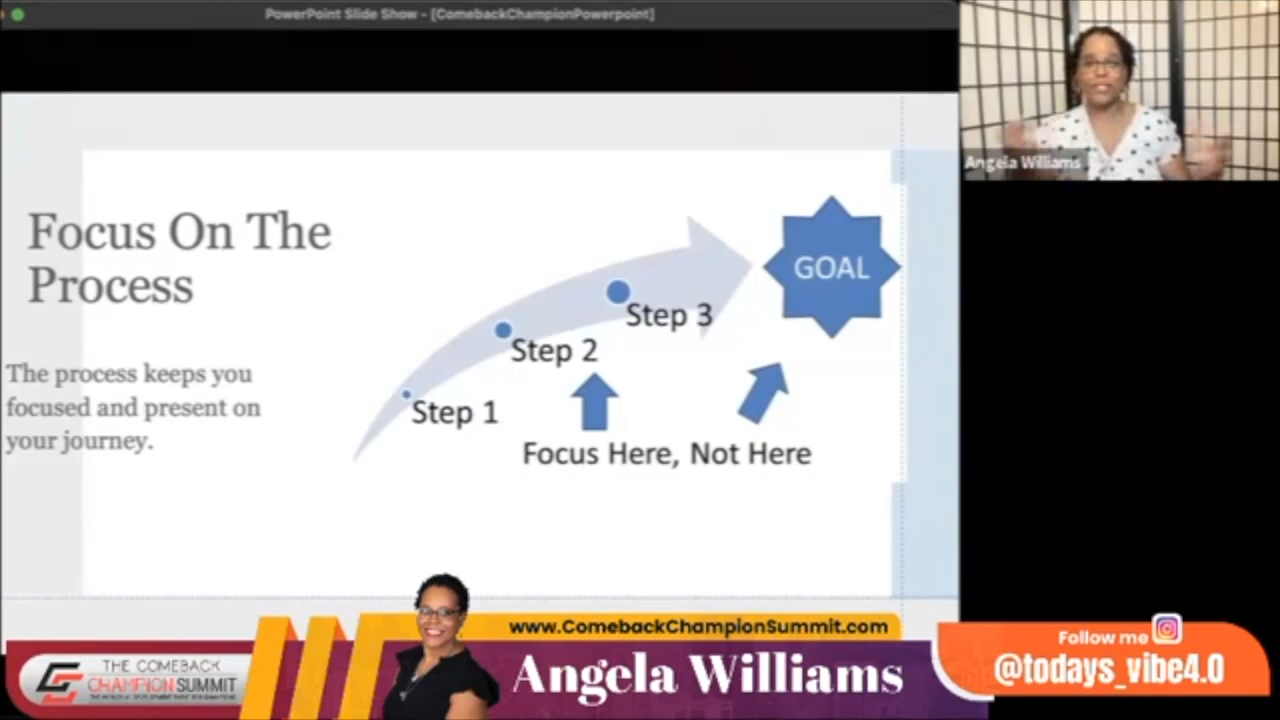 PowerPoint Slide Show - [ComebackChampionPowerpoint]
Angela Williams
Focus On The
Process
The process keeps you
focused and present on
your journey.
GOAL
Step 3
Step 2
Step 1
Focus Here, Not Here
www.ComebackChampionSummit.com
THE COMEBACK
CHAMPION SUMMIT
Angela Williams
Follow me
@todays_vibe4.0